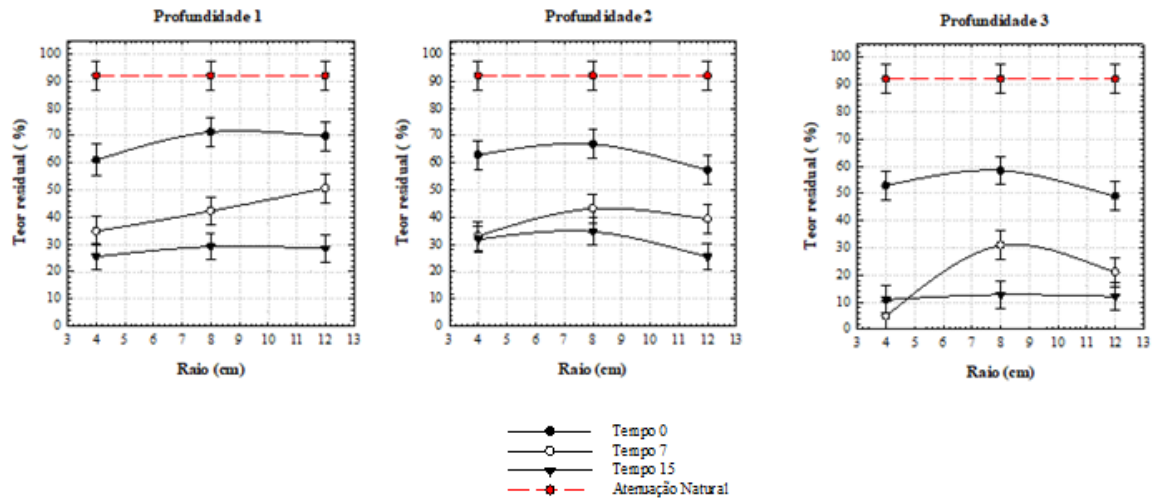 Profundidade 1
Profundidade 2
Profundidade 3
Teor residual ( %)
100
90
80
70
60
50
40
30
20
10
0
3 4 5 6 7 8 9 10 11 12 13
Raio (cm)
Teor residual ( %)
100
90
80
70
60
50
40
30
20
10
0
3 4 5 6 7 8 9 10 11 12 13
Raio (cm)
Teor residual ( %)
100
90
80
70
60
50
40
30
20
10
0
3 4 5 6 7 8 9 10 11 12 13
Raio (cm)
Tempo 0
Tempo 7
Tempo 15
Atenuação Natural